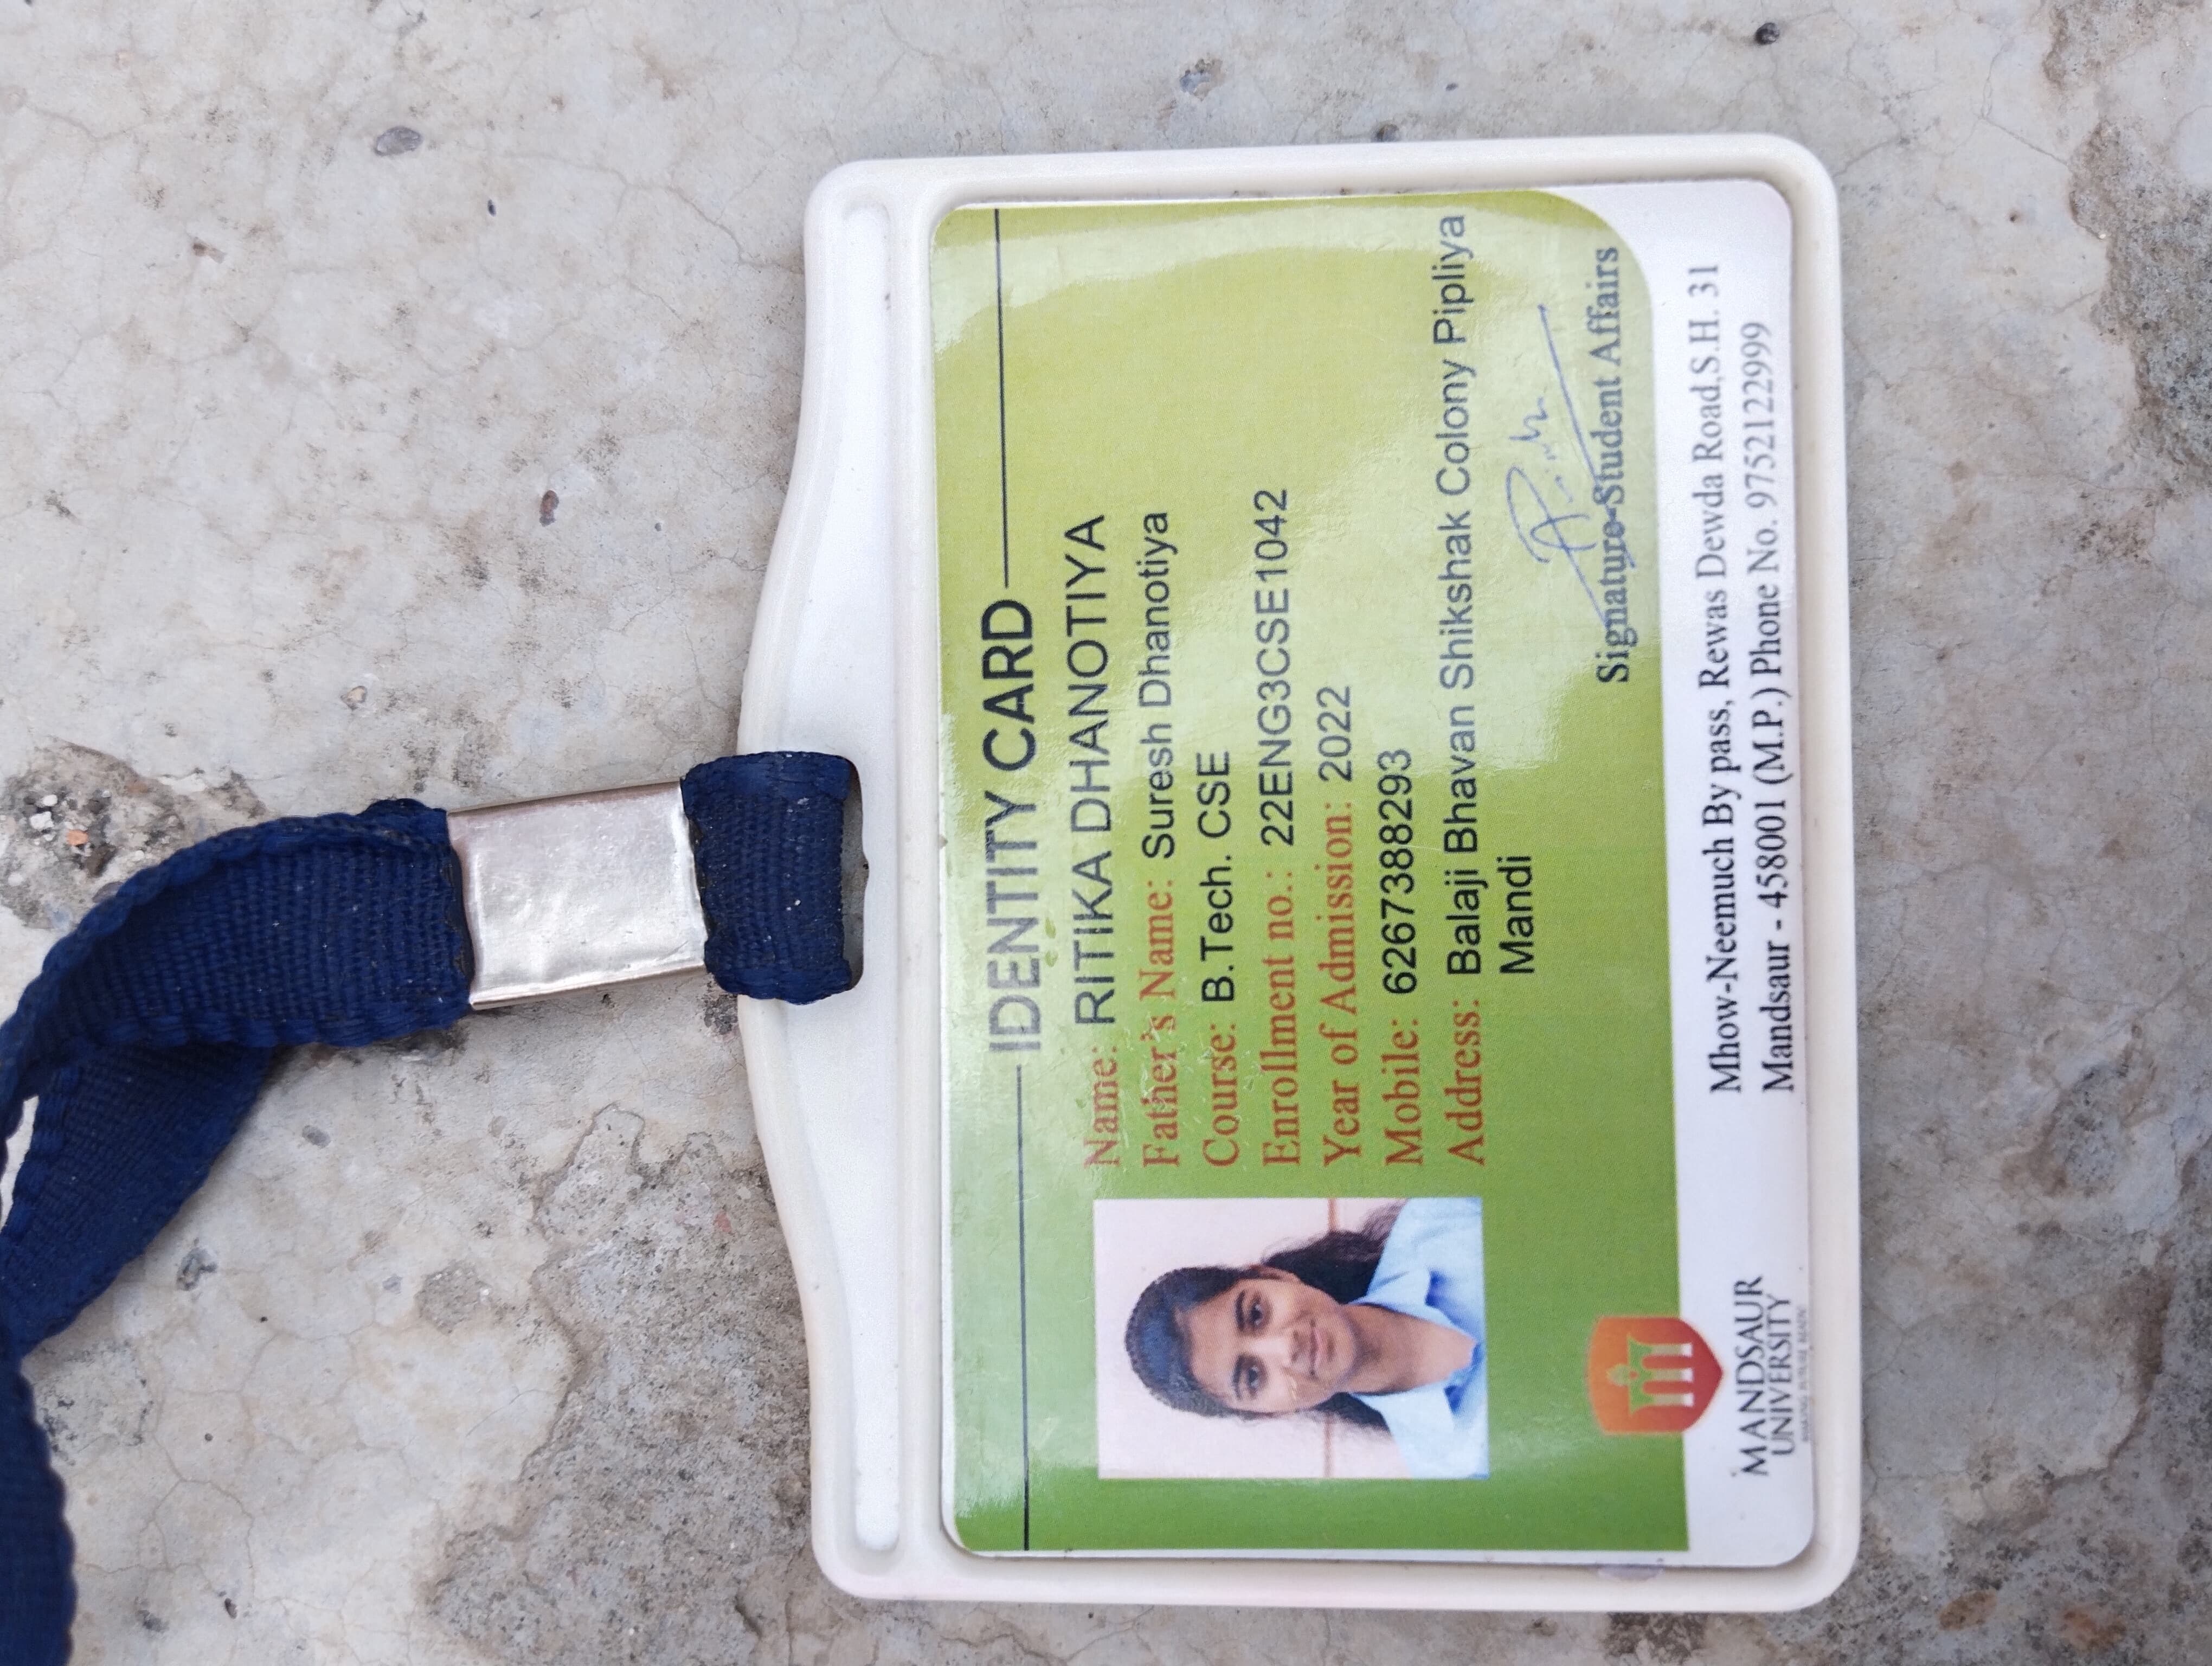 IDENTITY CARD
Name: RITIKA DHANOTIYA
Father's Name: Suresh Dhanotiya
Course: B.Tech. CSE
Enrollment no.: 22ENG3CSE1042
Year of Admission: 2022
Mobile: 6267388293
Address: Balaji Bhavan Shikshak Colony Pipliya
Mandi
Signature-Student Affairs
MANDSAUR
UNIVERSITY
Mhow-Neemuch By pass, Rewas Dewda Road,S.H. 31
Mandsaur - 458001 (M.P.) Phone No. 9752122999